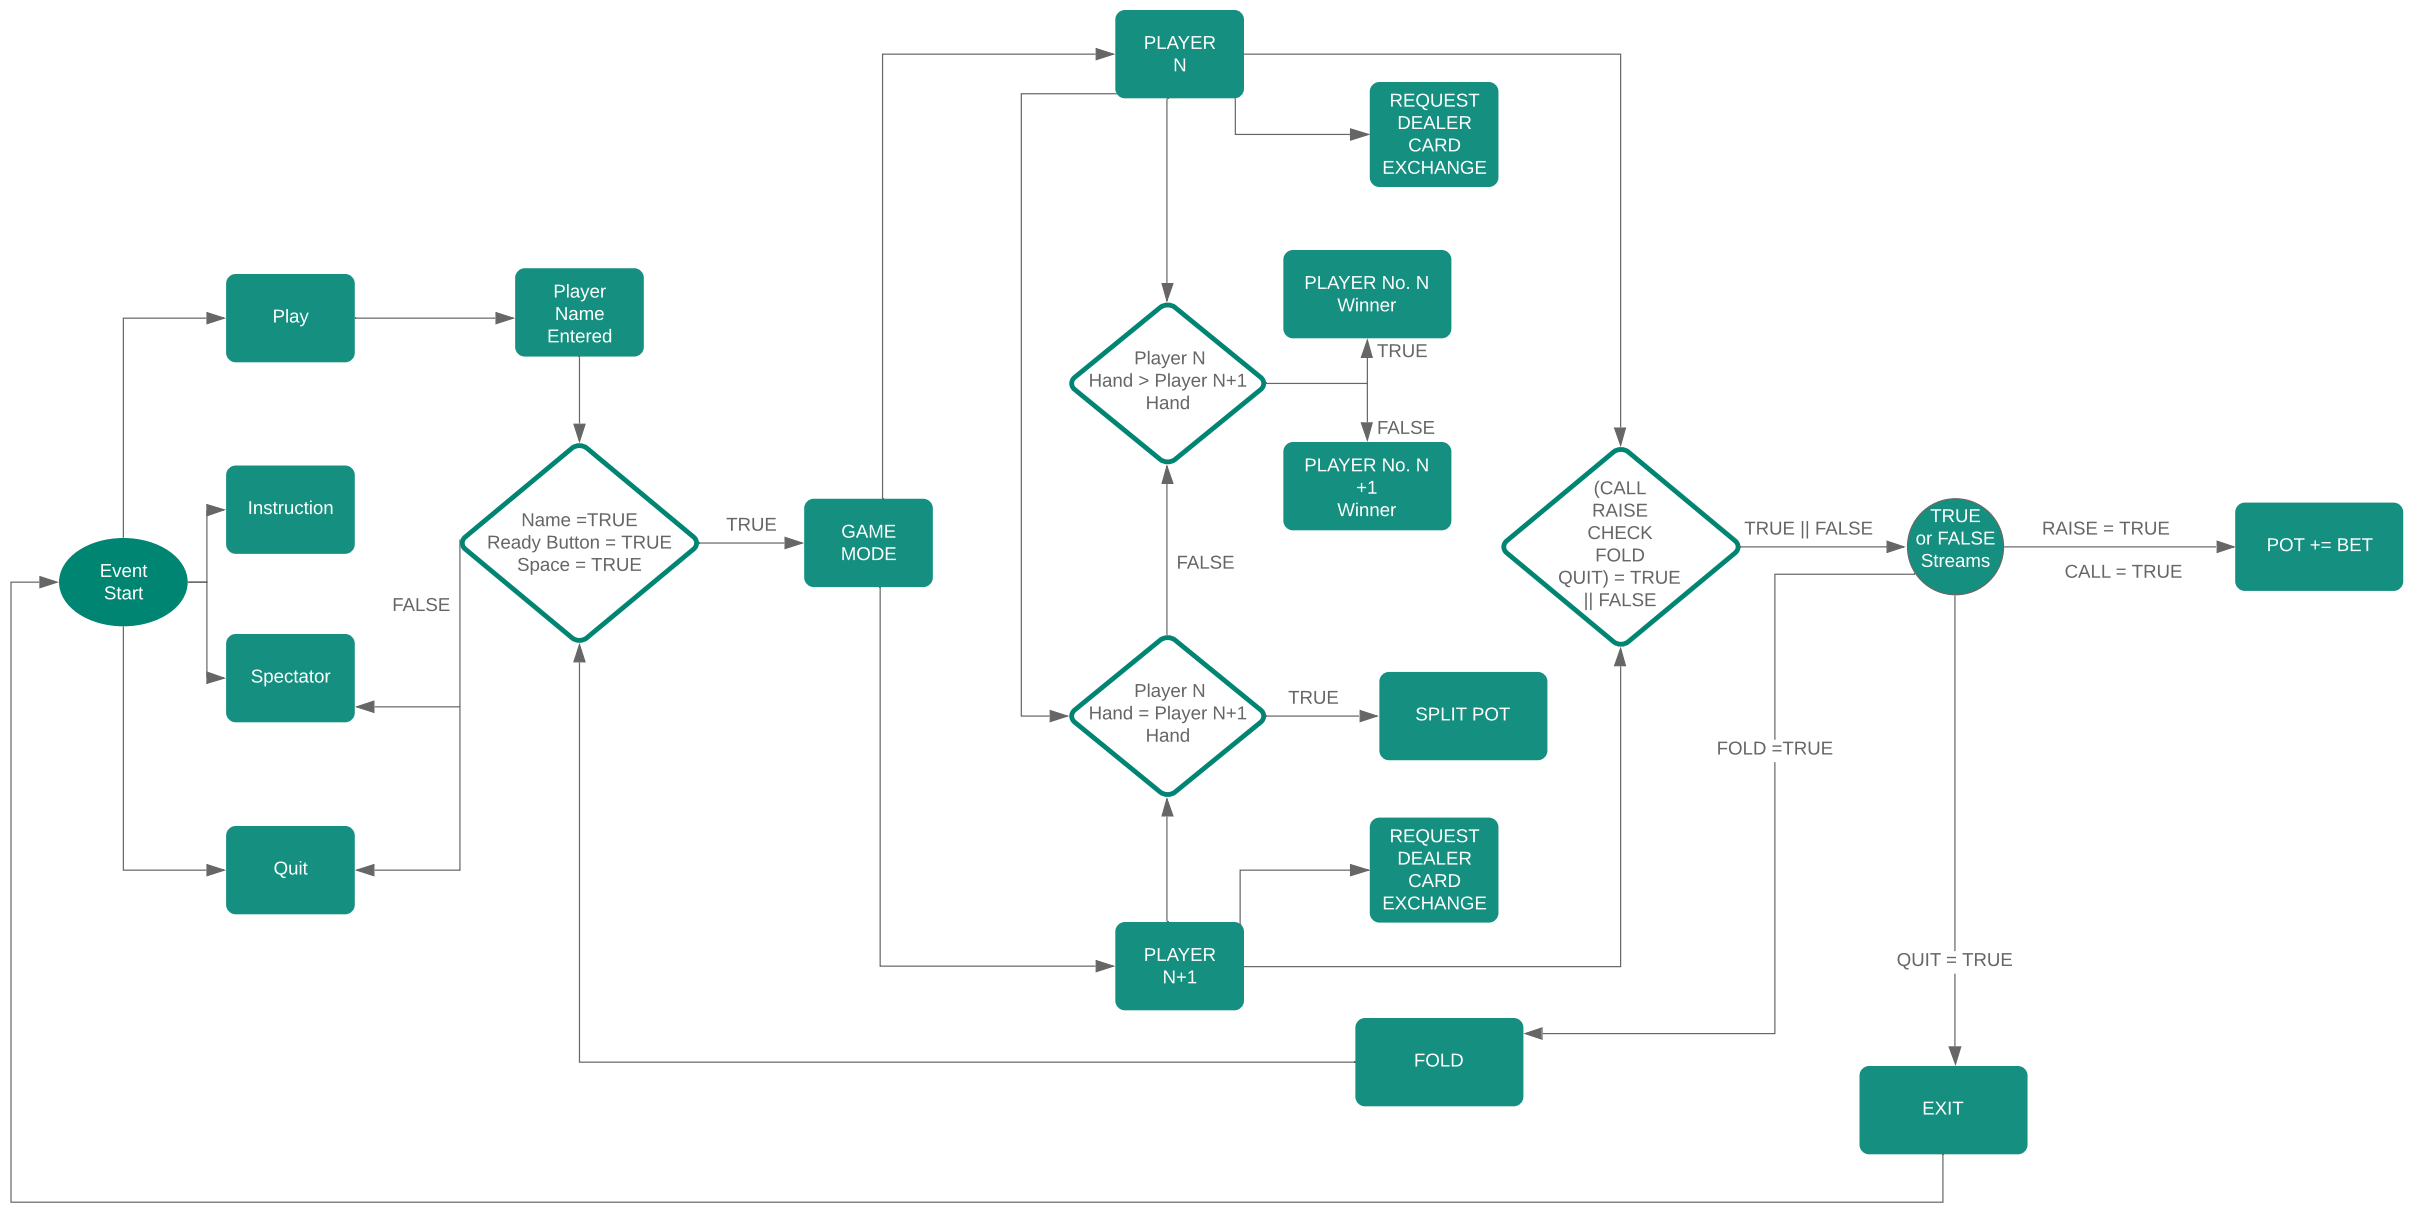 PLAYER
N
REQUEST
DEALER
CARD
EXCHANGE
Play
Player
Name
Entered
PLAYER No. N
Winner
TRUE
Player N
Hand > Player N+1
Hand
FALSE
PLAYER No. N
+1
Winner
Instruction
Event
Start
Name =TRUE
Ready Button = TRUE
Space = TRUE
TRUE
FALSE
GAME
MODE
FALSE
(CALL
RAISE
CHECK
FOLD
QUIT) = TRUE
|| FALSE
TRUE || FALSE
TRUE
or FALSE
Streams
RAISE = TRUE
CALL = TRUE
POT += BET
Spectator
Player N
Hand = Player N+1
Hand
TRUE
SPLIT POT
FOLD =TRUE
Quit
REQUEST
DEALER
CARD
EXCHANGE
PLAYER
N+1
QUIT = TRUE
FOLD
EXIT